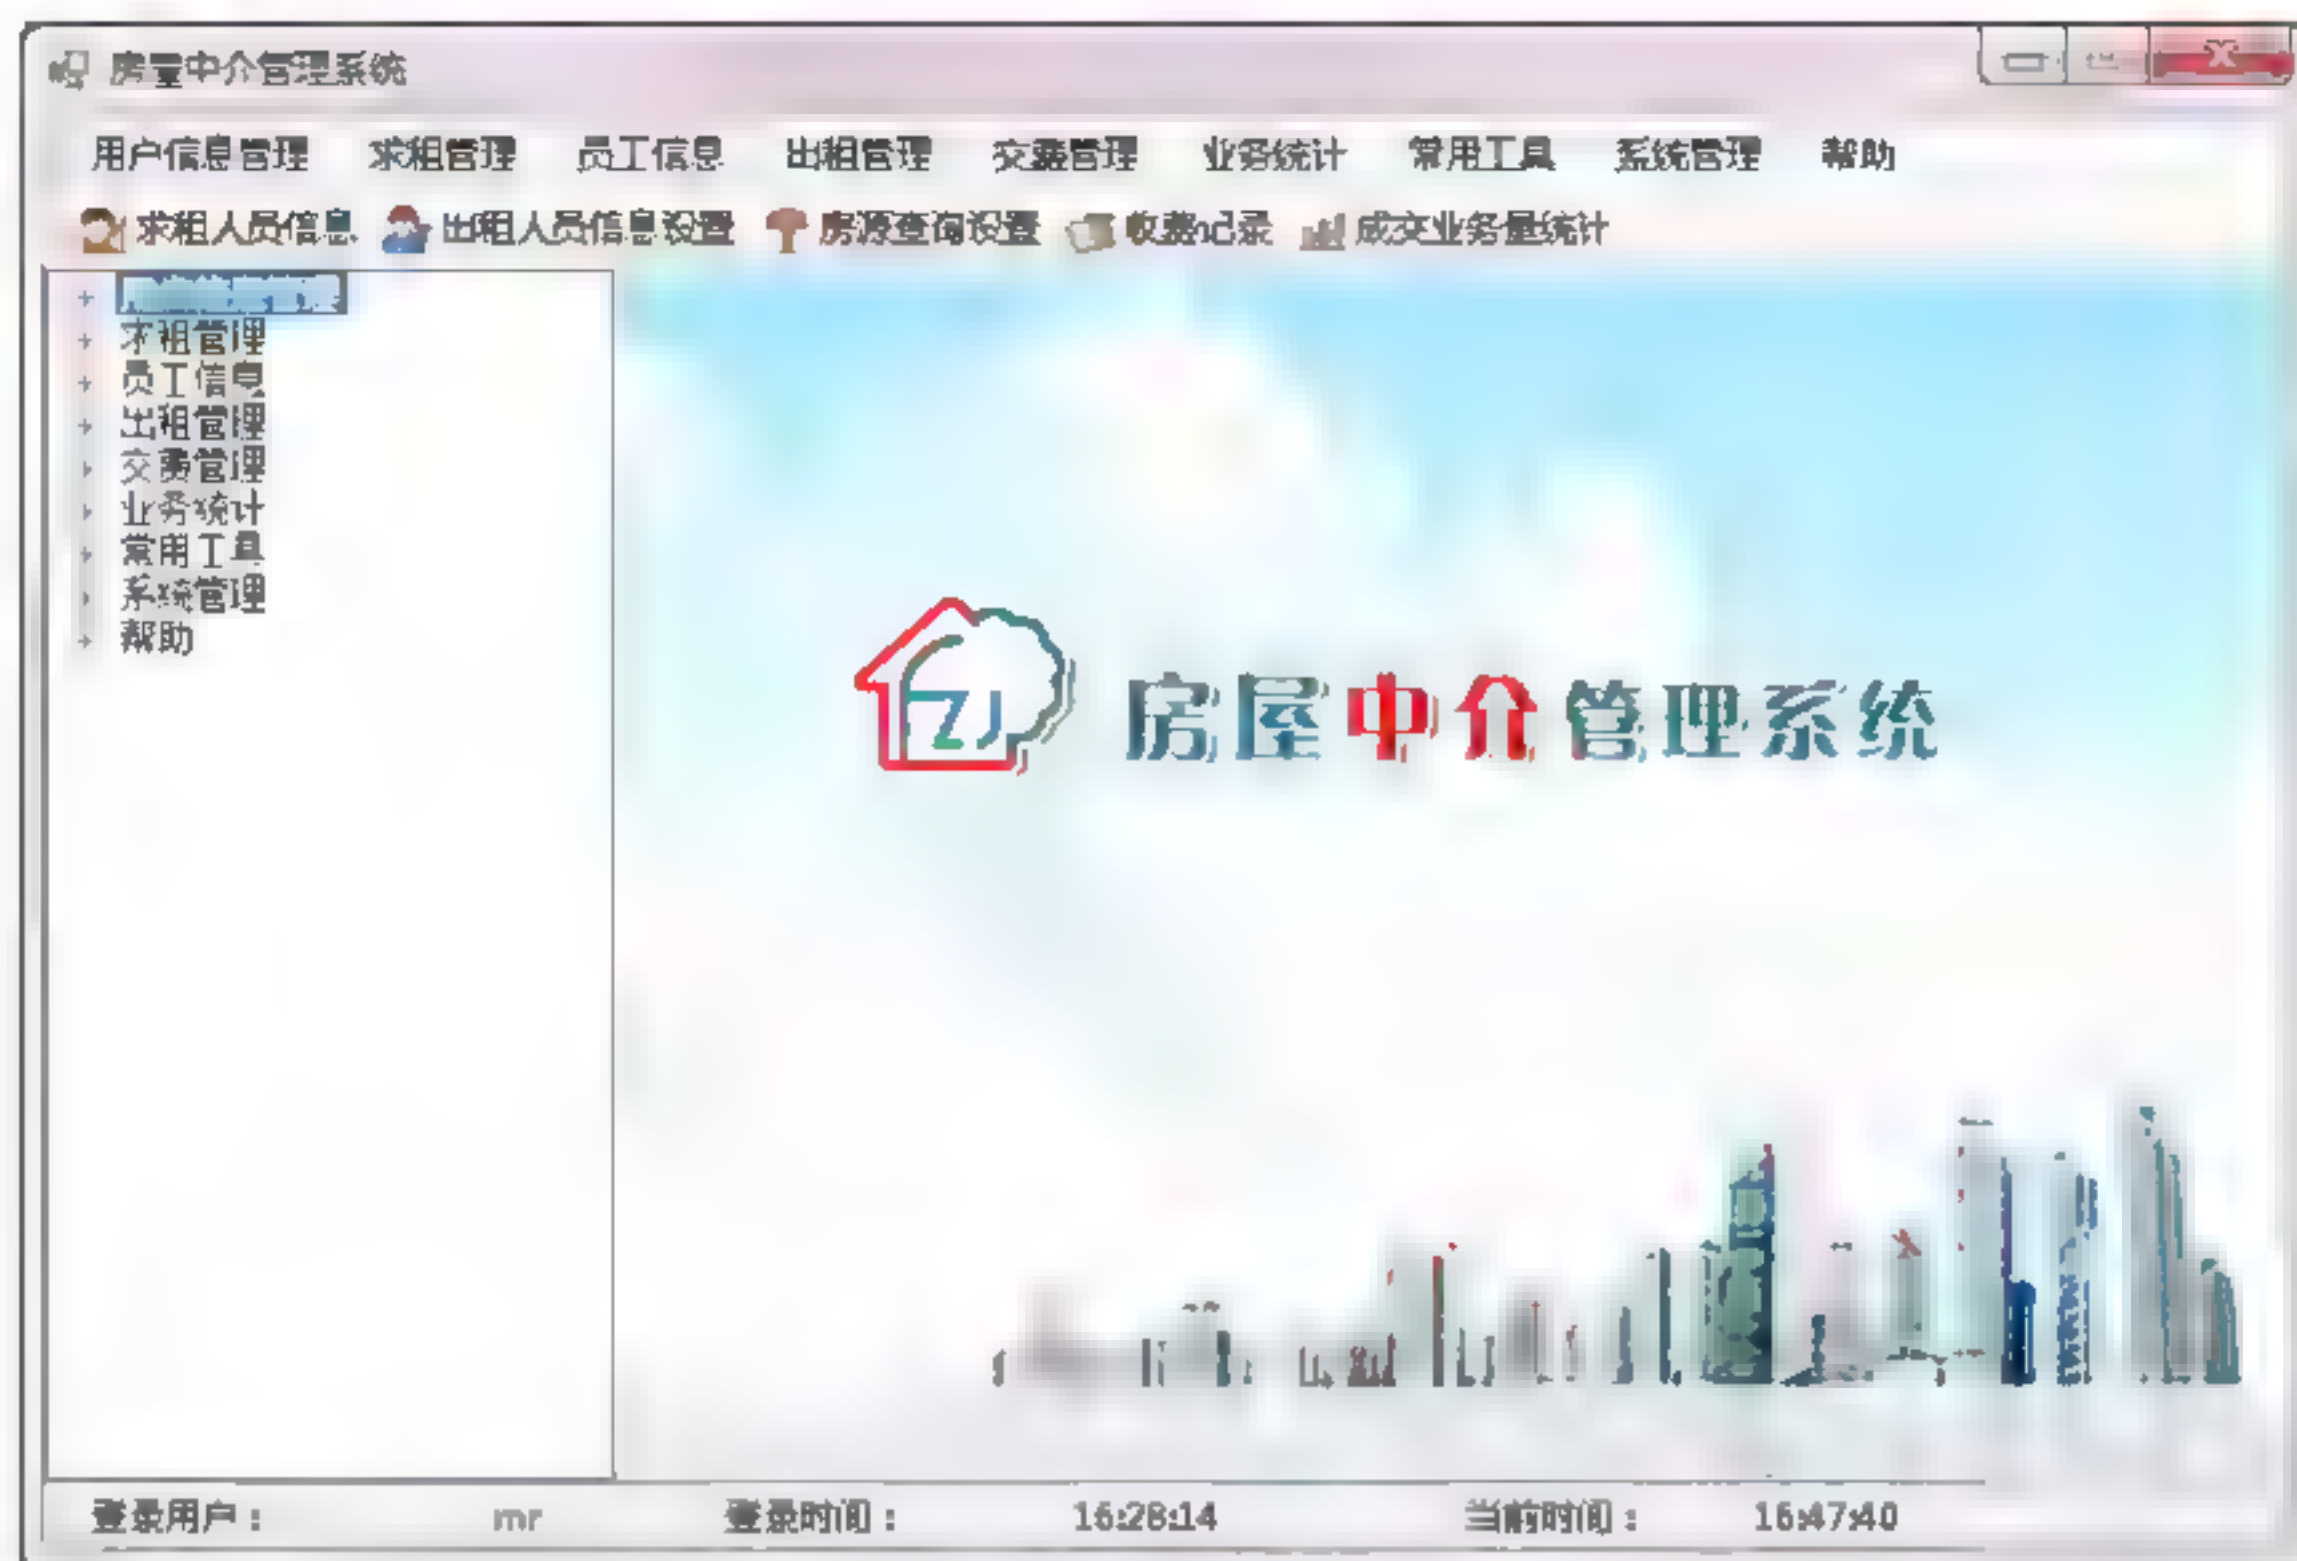 房屋中介管理系统
用户信息管理 求租管理 员工信息 出租管理 交费管理 业务统计 常用工具 系统管理 帮助
求租人员信息 出租人员信息设置 房源查询设置 收费记录 成交业务量统计
求租管理
员工信息
出租管理
交费管理
业务统计
常用工具
系统管理
帮助
ZJ 房屋中介管理系统
登录用户： mr 登录时间： 16:28:14 当前时间： 16:47:40